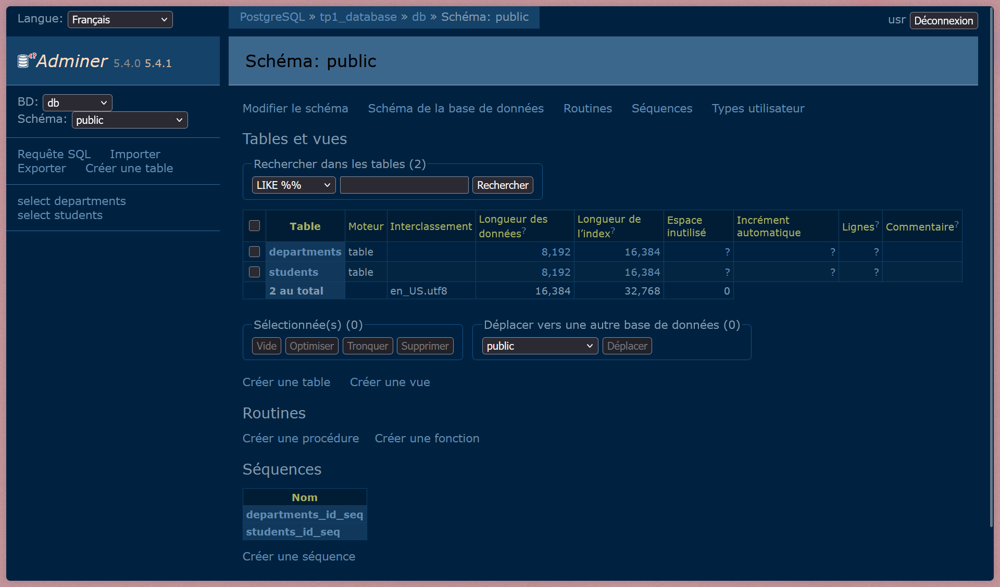 Langue: Français
PostgreSQL » tp1_database » db » Schéma: public
usr Déconnexion
Adminer 5.4.0 5.4.1
Schéma: public
BD: db
Schéma: public
Requête SQL Importer
Exporter Créer une table
select departments
select students
Modifier le schéma Schéma de la base de données Routines Séquences Types utilisateur
Tables et vues
Rechercher dans les tables (2)
LIKE %% Rechercher
Table Moteur Interclassement Longueur des données? Longueur de l’index? Espace inutilisé Incrément automatique Lignes? Commentaire?
departments table 8,192 16,384 ? ? ?
students table 8,192 16,384 ? ? ?
2 au total en_US.utf8 16,384 32,768 0
Sélectionnée(s) (0)
Vide Optimiser Tronquer Supprimer
Déplacer vers une autre base de données (0)
public Déplacer
Créer une table Créer une vue
Routines
Créer une procédure Créer une fonction
Séquences
Nom
departments_id_seq
students_id_seq
Créer une séquence